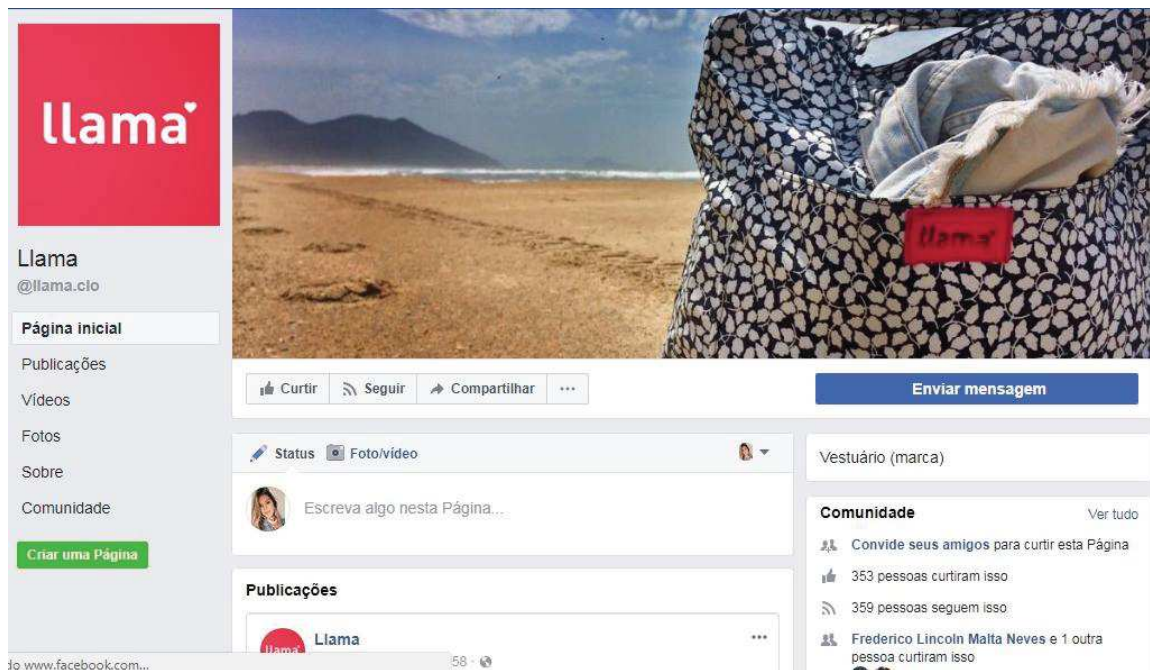 llama
Llama
@llama.clo
Página inicial
Publicações
Vídeos
Fotos
Sobre
Comunidade
Criar uma Página
llama
Curtir
Seguir
Compartilhar
Enviar mensagem
Status
Foto/vídeo
Escreva algo nesta Página...
Publicações
llama
Llama
58
Vestuário (marca)
Comunidade
Ver tudo
Convide seus amigos para curtir esta Página
353 pessoas curtiram isso
359 pessoas seguem isso
Frederico Lincoln Malta Neves e 1 outra
pessoa curtiram isso
do www.facebook.com...